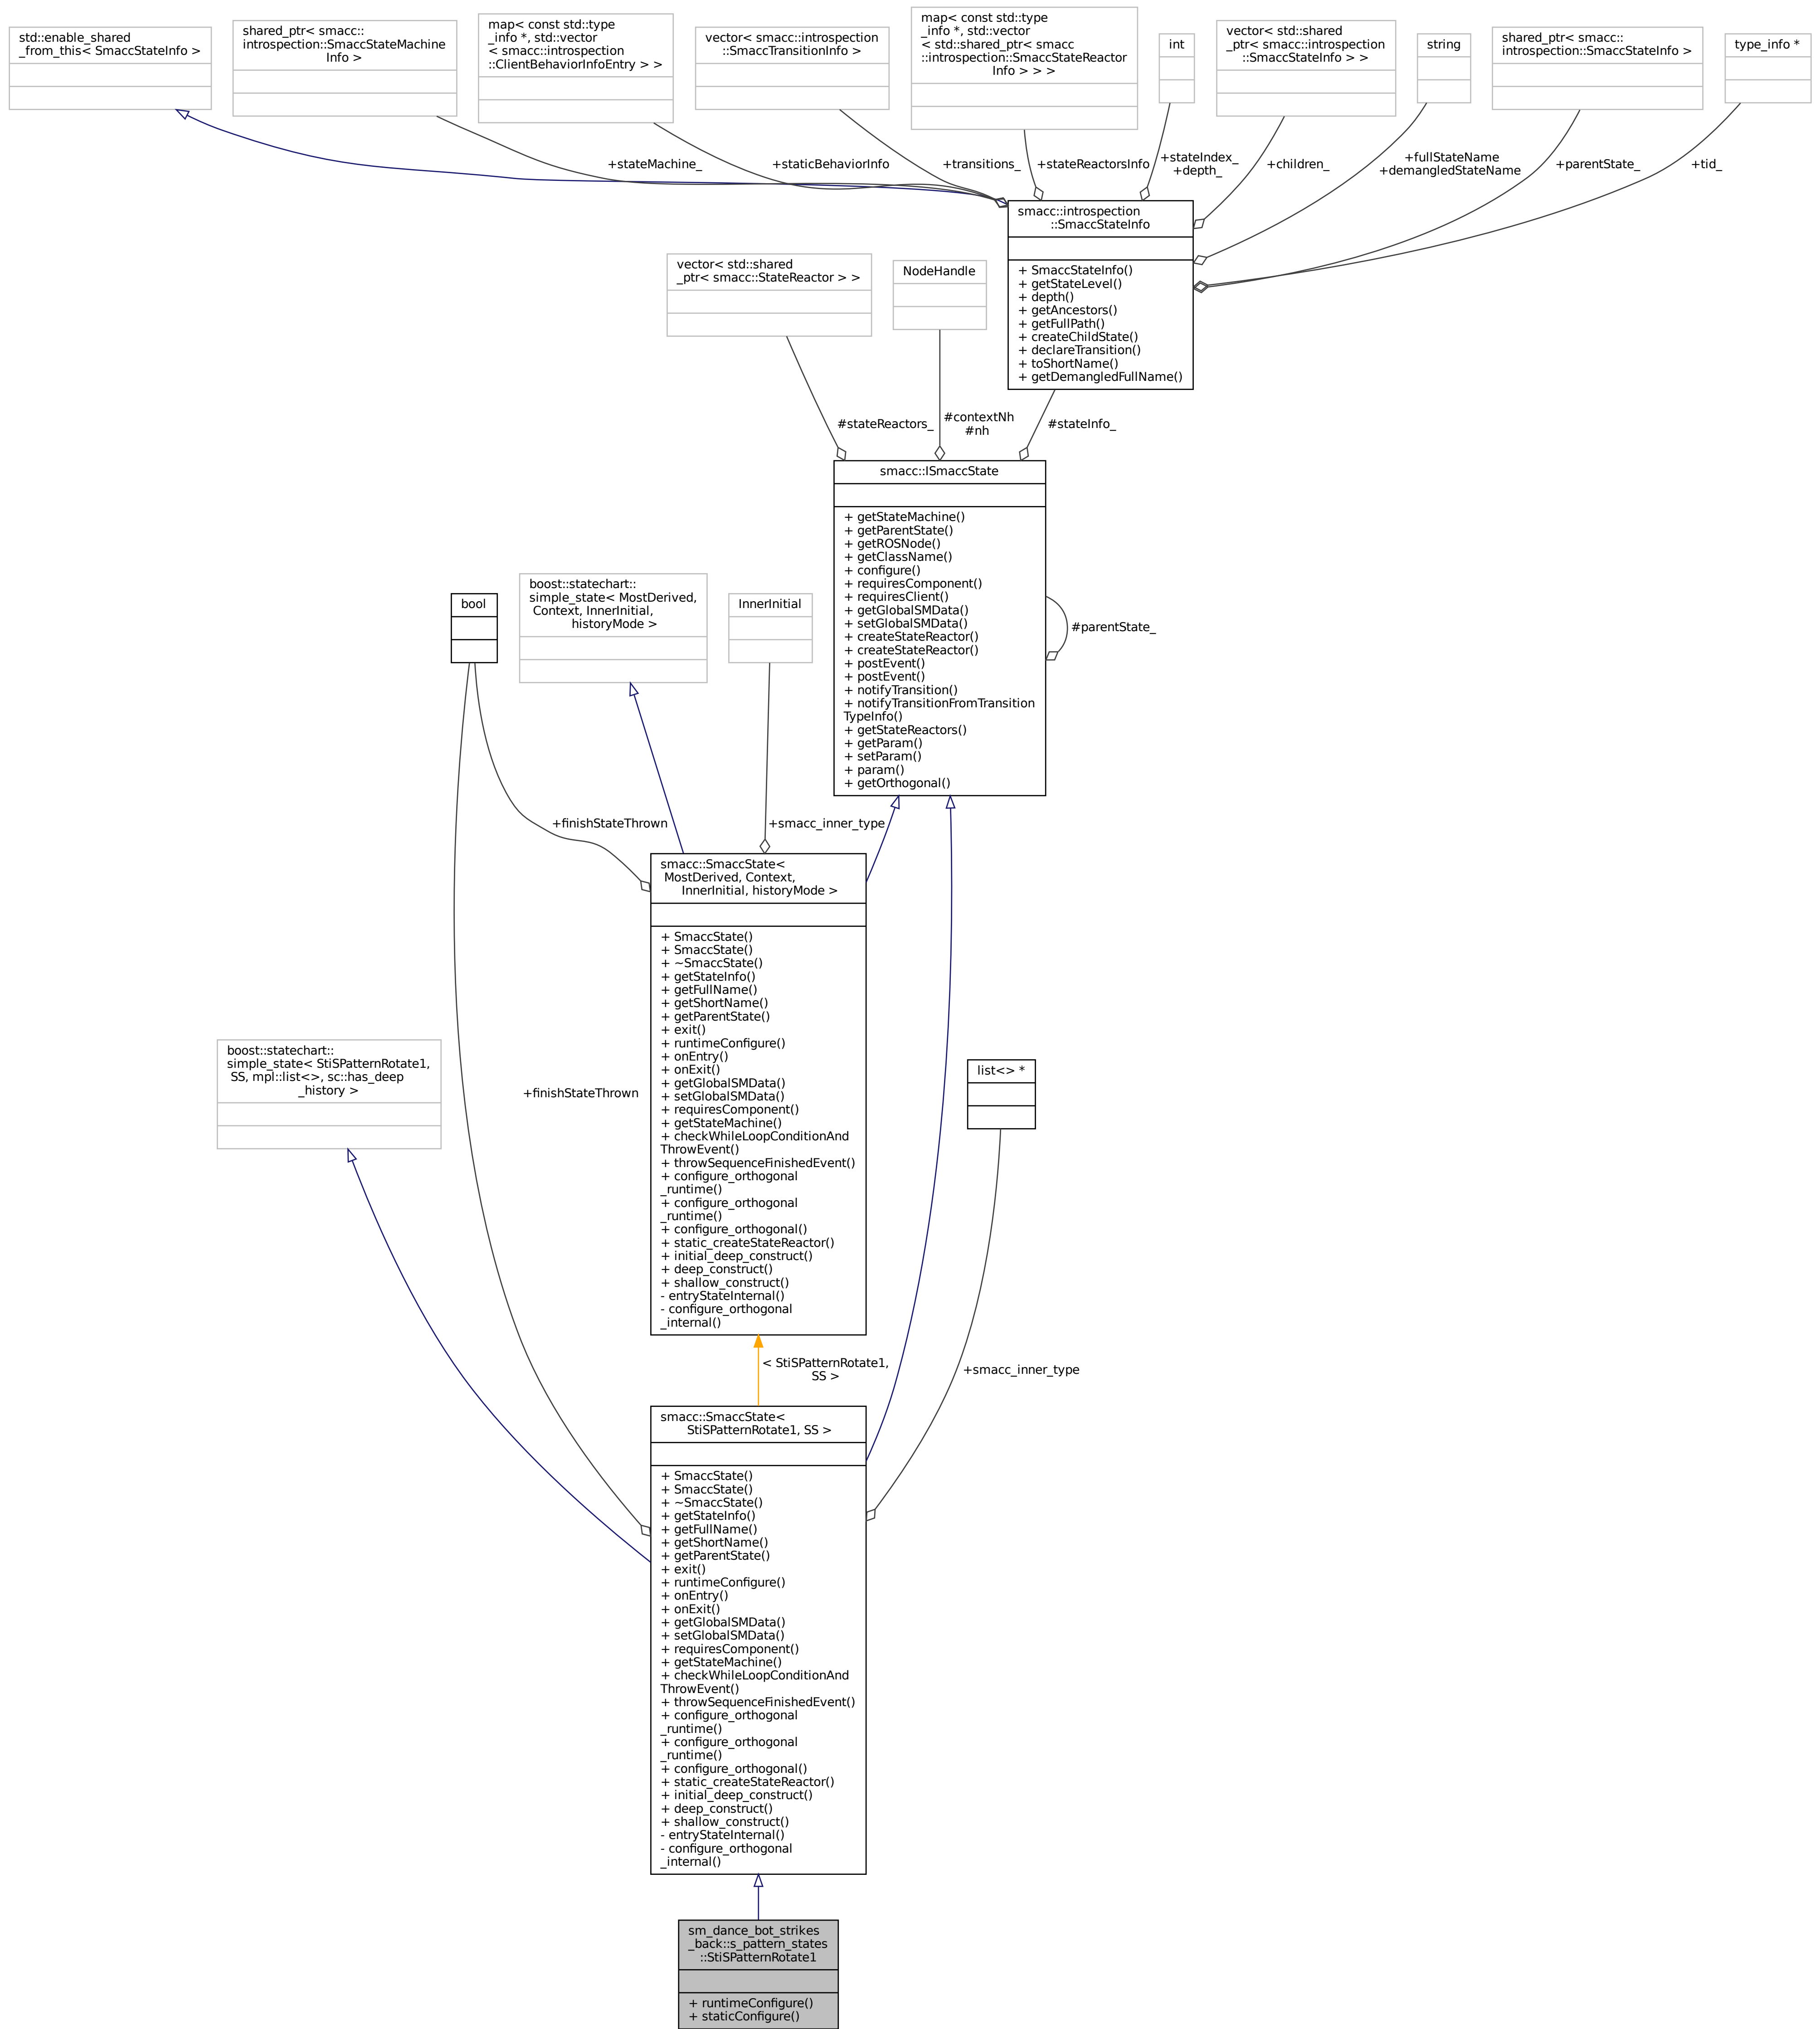 std::enable_shared
_from_this< SmaccStateInfo >
shared_ptr< smacc::
introspection::SmaccStateMachine
Info >
map< const std::type
_info *, std::vector
< smacc::introspection
::ClientBehaviorInfoEntry > >
vector< smacc::introspection
::SmaccTransitionInfo >
map< const std::type
_info *, std::vector
< std::shared_ptr< smacc
::introspection::SmaccStateReactor
Info > > >
int
vector< std::shared
_ptr< smacc::introspection
::SmaccStateInfo > >
string
shared_ptr< smacc::
introspection::SmaccStateInfo >
type_info *
+stateMachine_
+staticBehaviorInfo
+transitions_
+stateReactorsInfo
+stateIndex_
+depth_
+children_
+fullStateName
+demangledStateName
+parentState_
+tid_
smacc::introspection
::SmaccStateInfo
+ SmaccStateInfo()
+ getStateLevel()
+ depth()
+ getAncestors()
+ getFullPath()
+ createChildState()
+ declareTransition()
+ toShortName()
+ getDemangledFullName()
vector< std::shared
_ptr< smacc::StateReactor > >
NodeHandle
#stateReactors_
#contextNh
#nh
#stateInfo_
smacc::ISmaccState
+ getStateMachine()
+ getParentState()
+ getROSNode()
+ getClassName()
+ configure()
+ requiresComponent()
+ requiresClient()
+ getGlobalSMData()
+ setGlobalSMData()
+ createStateReactor()
+ createStateReactor()
+ postEvent()
+ postEvent()
+ notifyTransition()
+ notifyTransitionFromTransition
TypeInfo()
+ getStateReactors()
+ getParam()
+ setParam()
+ param()
+ getOrthogonal()
#parentState_
bool
boost::statechart::
simple_state< MostDerived,
Context, InnerInitial,
historyMode >
InnerInitial
+finishStateThrown
+smacc_inner_type
smacc::SmaccState<
MostDerived, Context,
InnerInitial, historyMode >
+ SmaccState()
+ SmaccState()
+ ~SmaccState()
+ getStateInfo()
+ getFullName()
+ getShortName()
+ getParentState()
+ exit()
+ runtimeConfigure()
+ onEntry()
+ onExit()
+ getGlobalSMData()
+ setGlobalSMData()
+ requiresComponent()
+ getStateMachine()
+ checkWhileLoopConditionAnd
ThrowEvent()
+ throwSequenceFinishedEvent()
+ configure_orthogonal
_runtime()
+ configure_orthogonal
_runtime()
+ configure_orthogonal()
+ static_createStateReactor()
+ initial_deep_construct()
+ deep_construct()
+ shallow_construct()
- entryStateInternal()
- configure_orthogonal
_internal()
boost::statechart::
simple_state< StiSPatternRotate1,
SS, mpl::list<>, sc::has_deep
_history >
+finishStateThrown
list<> *
< StiSPatternRotate1,
SS >
+smacc_inner_type
smacc::SmaccState<
StiSPatternRotate1, SS >
+ SmaccState()
+ SmaccState()
+ ~SmaccState()
+ getStateInfo()
+ getFullName()
+ getShortName()
+ getParentState()
+ exit()
+ runtimeConfigure()
+ onEntry()
+ onExit()
+ getGlobalSMData()
+ setGlobalSMData()
+ requiresComponent()
+ getStateMachine()
+ checkWhileLoopConditionAnd
ThrowEvent()
+ throwSequenceFinishedEvent()
+ configure_orthogonal
_runtime()
+ configure_orthogonal
_runtime()
+ configure_orthogonal()
+ static_createStateReactor()
+ initial_deep_construct()
+ deep_construct()
+ shallow_construct()
- entryStateInternal()
- configure_orthogonal
_internal()
sm_dance_bot_strikes
_back::s_pattern_states
::StiSPatternRotate1
+ runtimeConfigure()
+ staticConfigure()